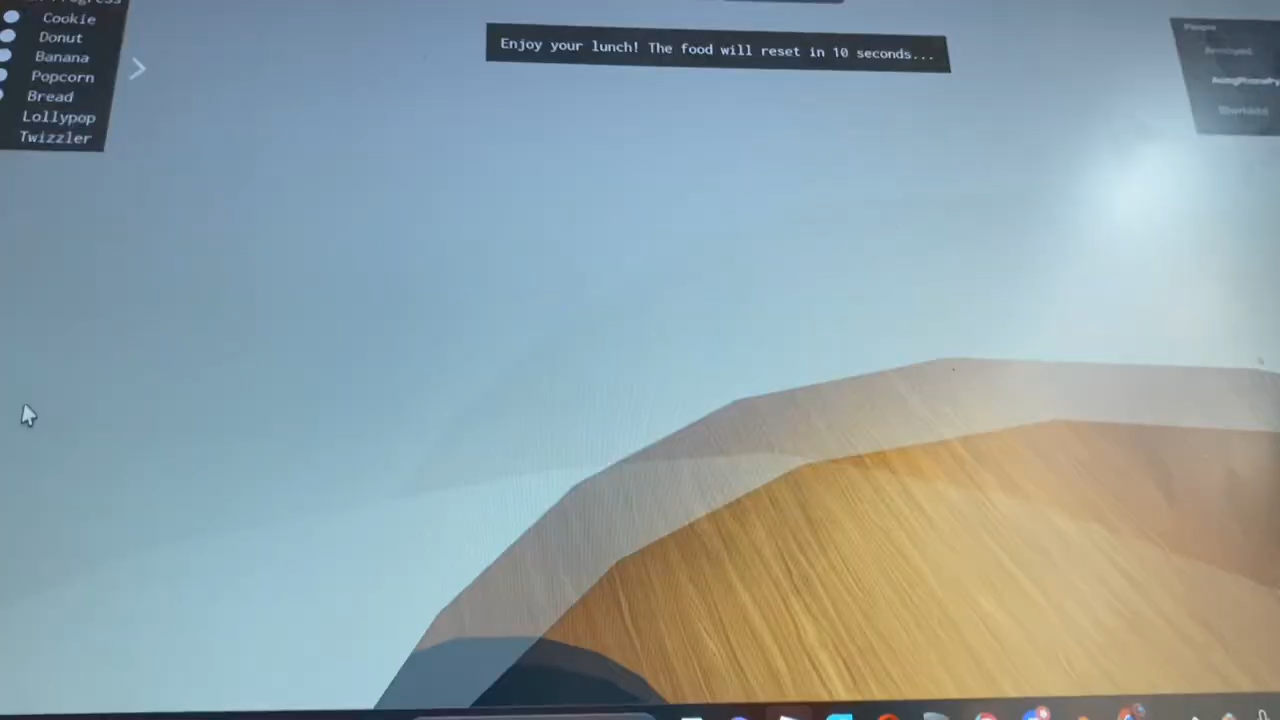 Cookie
Donut
Banana
Popcorn
Bread
Lollypop
Twizzler
Enjoy your lunch! The food will reset in 10 seconds...